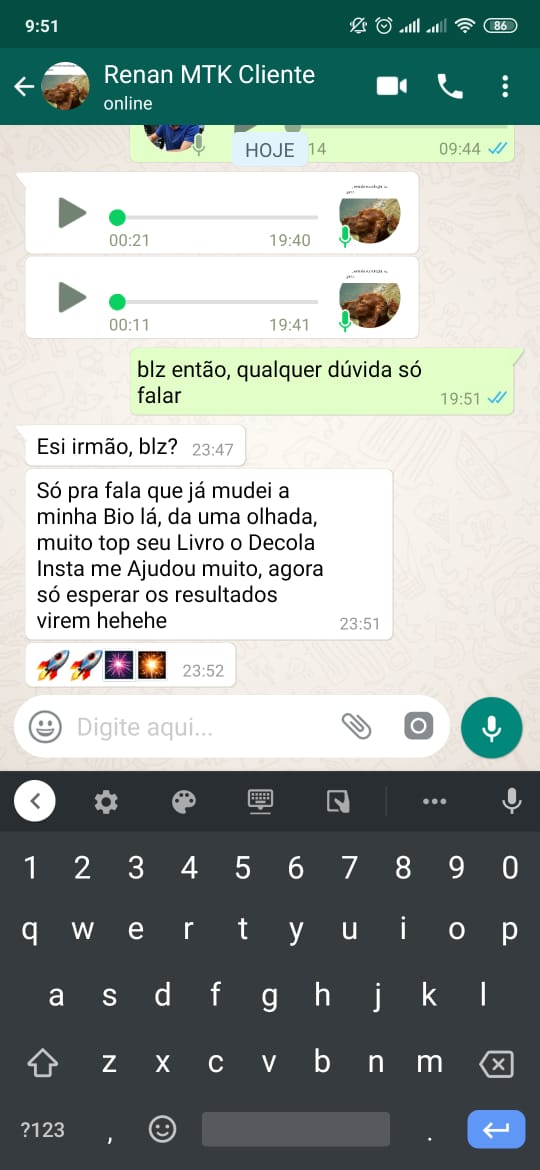 9:51
86
Renan MTK Cliente
online
HOJE
14
09:44
00:21
19:40
00:11
19:41
blz então, qualquer dúvida só
falar
19:51
Esi irmão, blz?
23:47
Só pra fala que já mudei a
minha Bio lá, da uma olhada,
muito top seu Livro o Decola
Insta me Ajudou muito, agora
só esperar os resultados
virem hehehe
23:51
23:52
Digite aqui...
1 2 3 4 5 6 7 8 9 0
q w e r t y u i o p
a s d f g h j k l
z x c v b n m
?123 , .